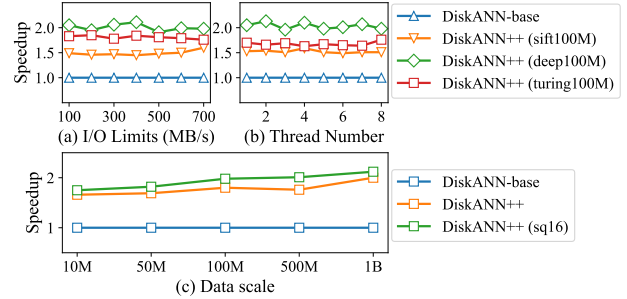 Speedup
2.0
1.5
1.0
100 300 500 700
(a) I/O Limits (MB/s)
2.0
1.5
1.0
2 4 6 8
(b) Thread Number
DiskANN-base
DiskANN++ (sift100M)
DiskANN++ (deep100M)
DiskANN++ (turing100M)
Speedup
2
1
10M 50M 100M 500M 1B
(c) Data scale
DiskANN-base
DiskANN++
DiskANN++ (sq16)